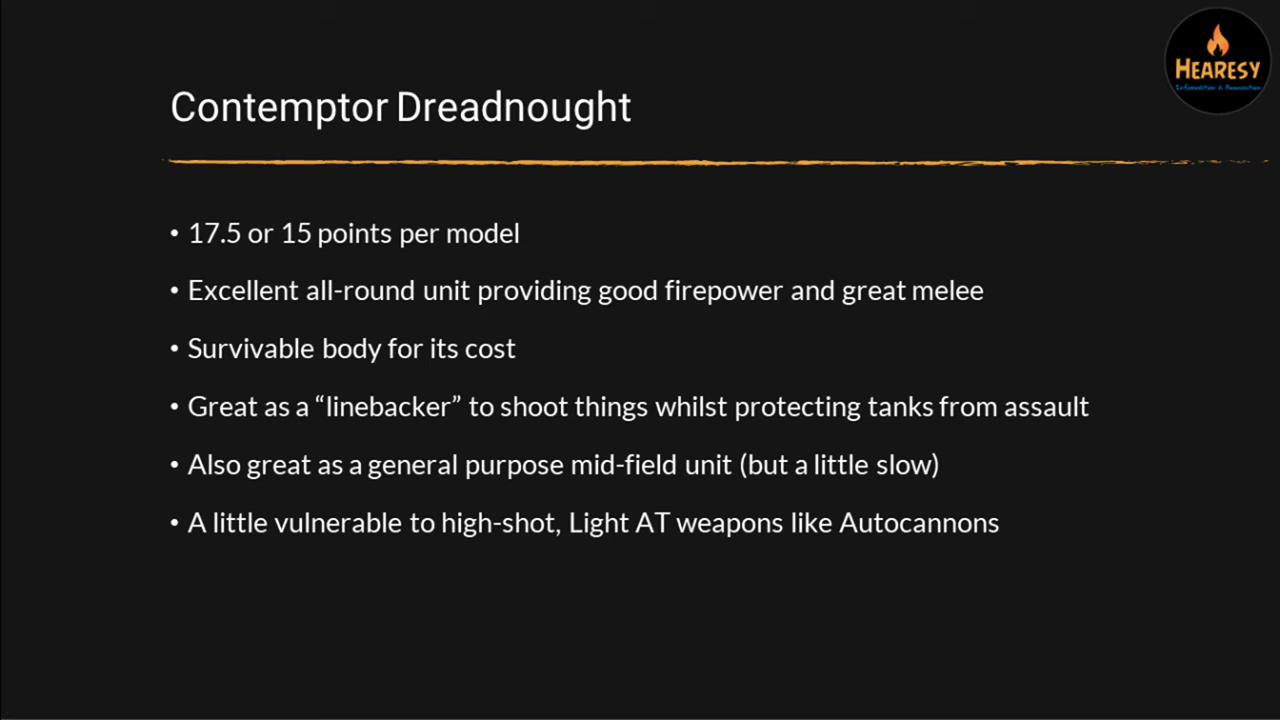 HEARESY
Information & Ammunition
Contemptor Dreadnought
• 17.5 or 15 points per model
• Excellent all-round unit providing good firepower and great melee
• Survivable body for its cost
• Great as a “linebacker” to shoot things whilst protecting tanks from assault
• Also great as a general purpose mid-field unit (but a little slow)
• A little vulnerable to high-shot, Light AT weapons like Autocannons